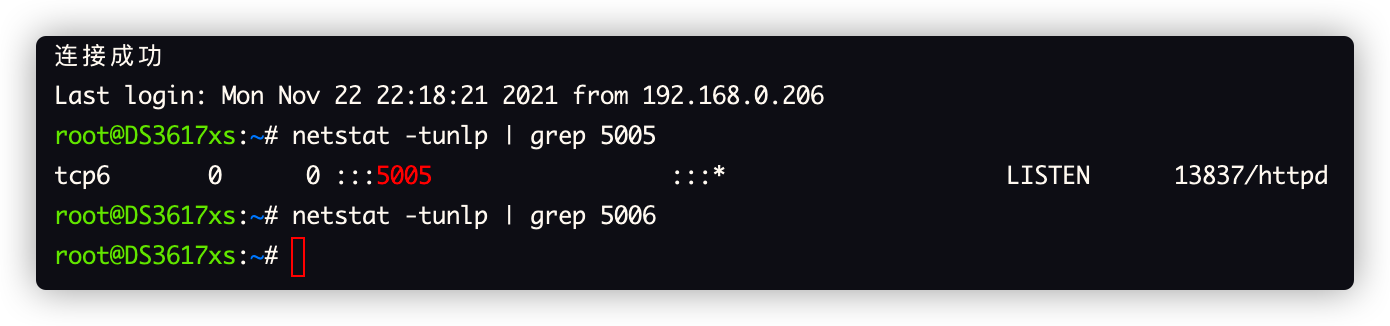 连接成功
Last login: Mon Nov 22 22:18:21 2021 from 192.168.0.206
root@DS3617xs:~# netstat -tunlp | grep 5005
tcp6       0      0 :::5005                 :::*                    LISTEN      13837/httpd
root@DS3617xs:~# netstat -tunlp | grep 5006
root@DS3617xs:~#